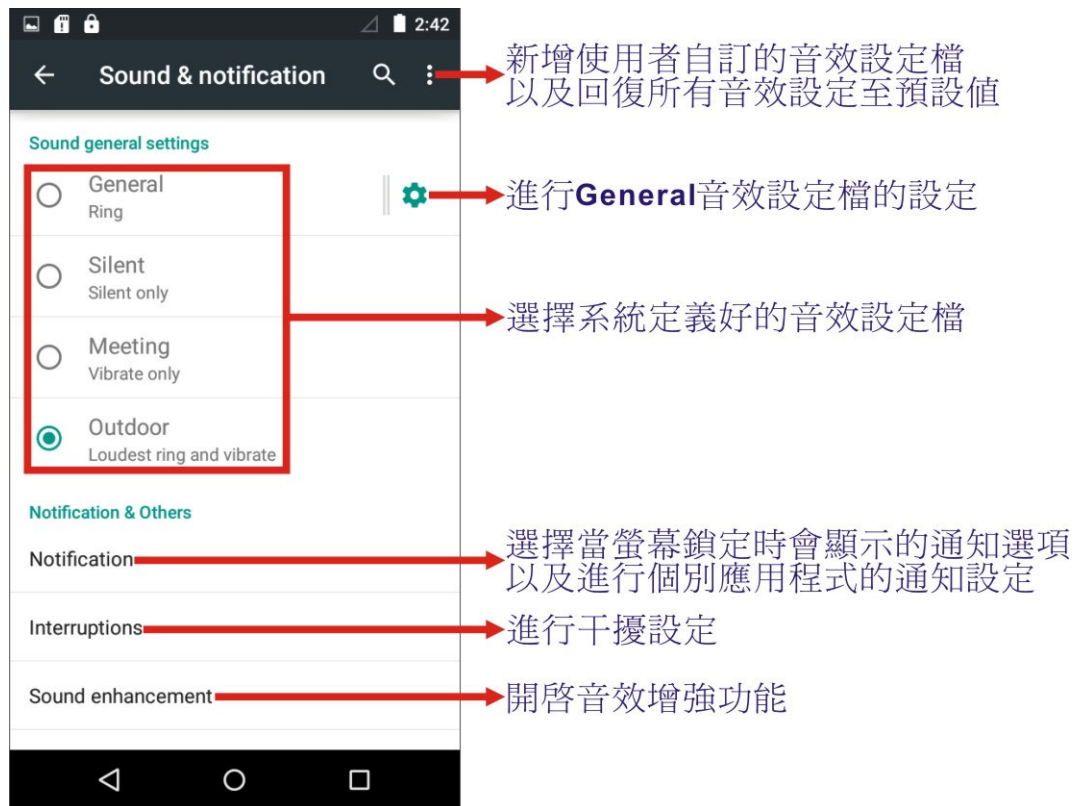 2:42
Sound & notification
新增使用者自訂的音效設定檔
以及回復所有音效設定至預設值
Sound general settings
General
Ring
進行General音效設定檔的設定
Silent
Silent only
選擇系統定義好的音效設定檔
Meeting
Vibrate only
Outdoor
Loudest ring and vibrate
Notification & Others
Notification
選擇當螢幕鎖定時會顯示的通知選項
以及進行個別應用程式的通知設定
Interruptions
進行干擾設定
Sound enhancement
開啓音效增強功能